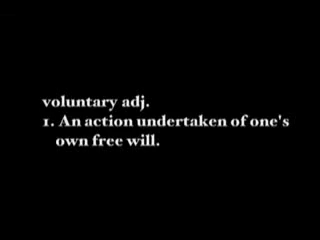 voluntary adj.
1. An action undertaken of one's
own free will.